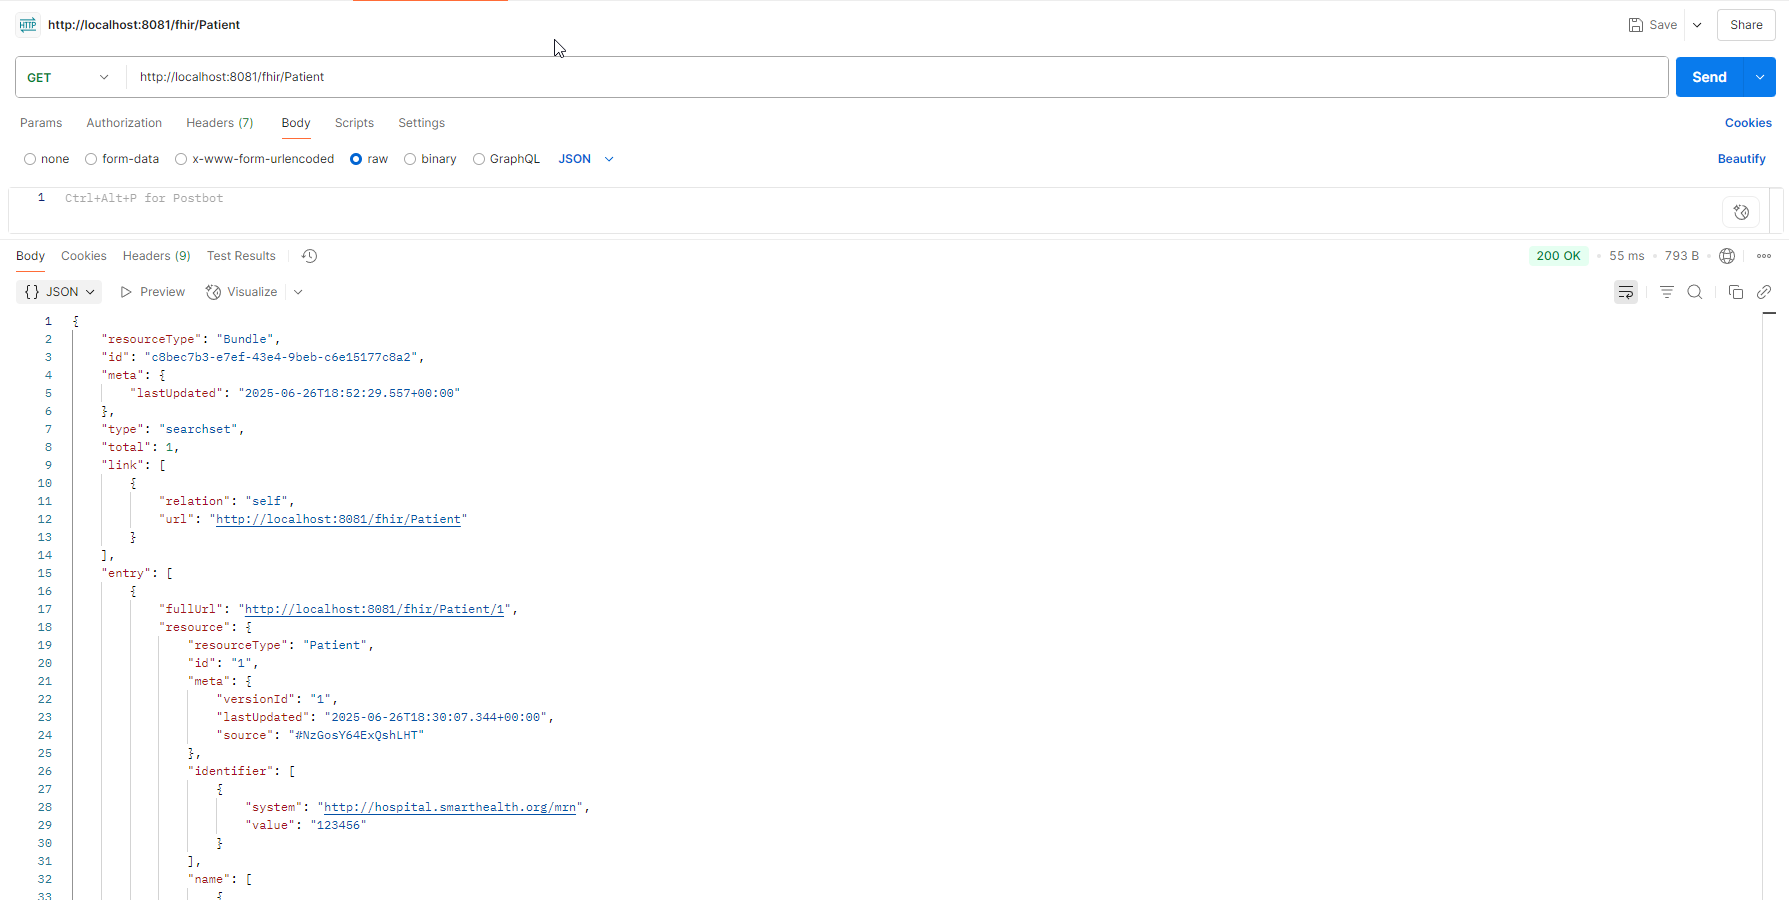 HTTP http://localhost:8081/fhir/Patient Save Share
GET http://localhost:8081/fhir/Patient Send
Params Authorization Headers (7) Body Scripts Settings Cookies
none form-data x-www-form-urlencoded raw binary GraphQL JSON Beautify
1 Ctrl+Alt+P for Postbot
Body Cookies Headers (9) Test Results 200 OK • 55 ms • 793 B
{} JSON Preview Visualize
1 {
2 "resourceType": "Bundle",
3 "id": "c8bec7b3-e7ef-43e4-9beb-c6e15177c8a2",
4 "meta": {
5 "lastUpdated": "2025-06-26T18:52:29.557+00:00"
6 },
7 "type": "searchset",
8 "total": 1,
9 "link": [
10 {
11 "relation": "self",
12 "url": "http://localhost:8081/fhir/Patient"
13 }
14 ],
15 "entry": [
16 {
17 "fullUrl": "http://localhost:8081/fhir/Patient/1",
18 "resource": {
19 "resourceType": "Patient",
20 "id": "1",
21 "meta": {
22 "versionId": "1",
23 "lastUpdated": "2025-06-26T18:30:07.344+00:00",
24 "source": "#NzGosY64ExQshLHT"
25 },
26 "identifier": [
27 {
28 "system": "http://hospital.smarthealth.org/mrn",
29 "value": "123456"
30 }
31 ],
32 "name": [
33 {